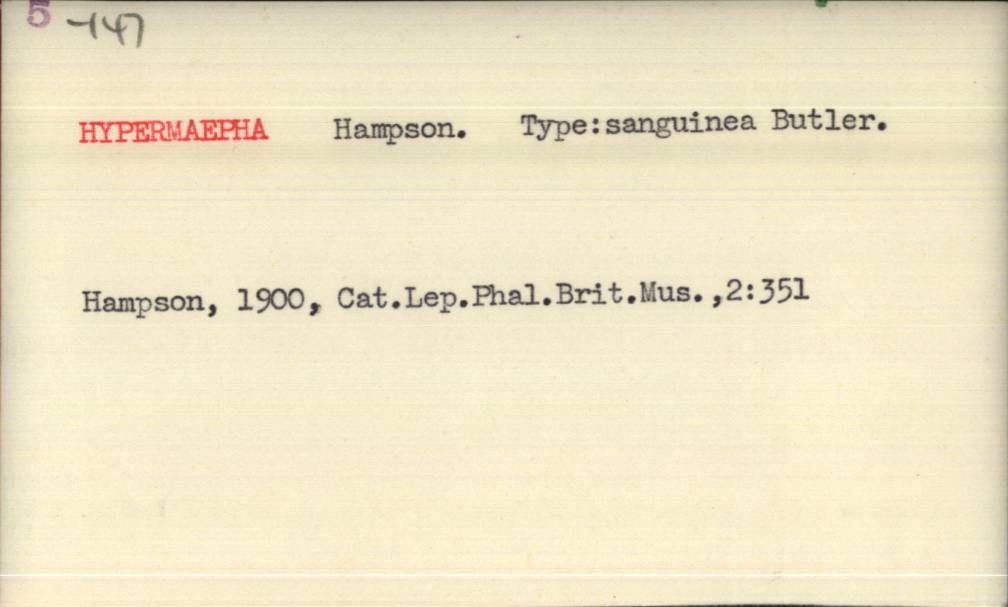 5 -147
HYPERMAEPHA Hampson. Type:sanguinea Butler.
Hampson, 1900, Cat.Lep.Phal.Brit.Mus.,2:351